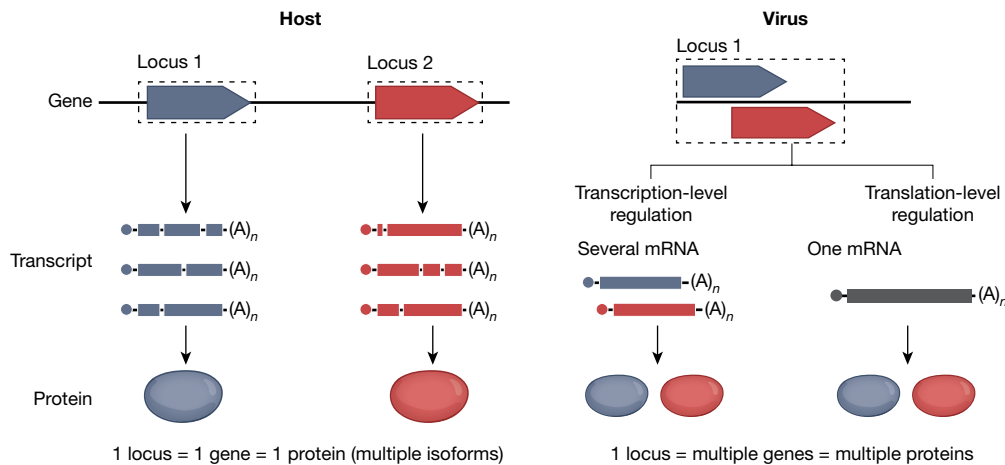 Host
Locus 1
Locus 2
Gene
Transcript
(A)n
(A)n
(A)n
(A)n
(A)n
(A)n
Protein
1 locus = 1 gene = 1 protein (multiple isoforms)
Virus
Locus 1
Transcription-level
regulation
Translation-level
regulation
Several mRNA
One mRNA
(A)n
(A)n
(A)n
1 locus = multiple genes = multiple proteins